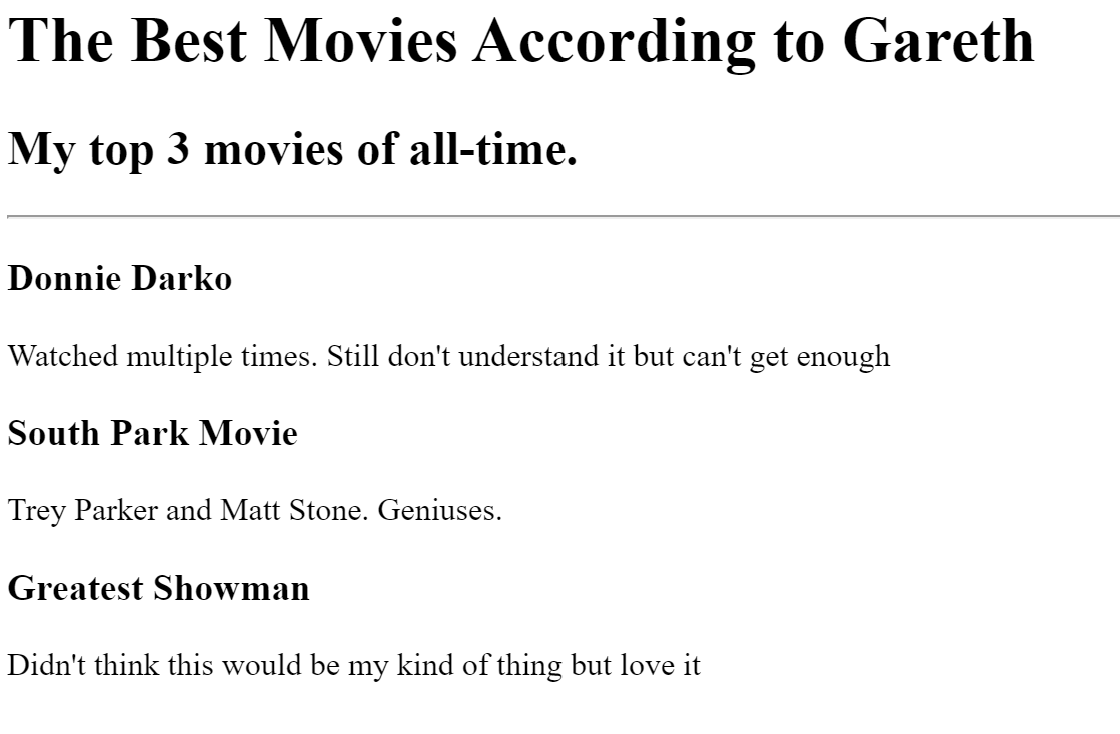 The Best Movies According to Gareth
My top 3 movies of all-time.
Donnie Darko
Watched multiple times. Still don't understand it but can't get enough
South Park Movie
Trey Parker and Matt Stone. Geniuses.
Greatest Showman
Didn't think this would be my kind of thing but love it